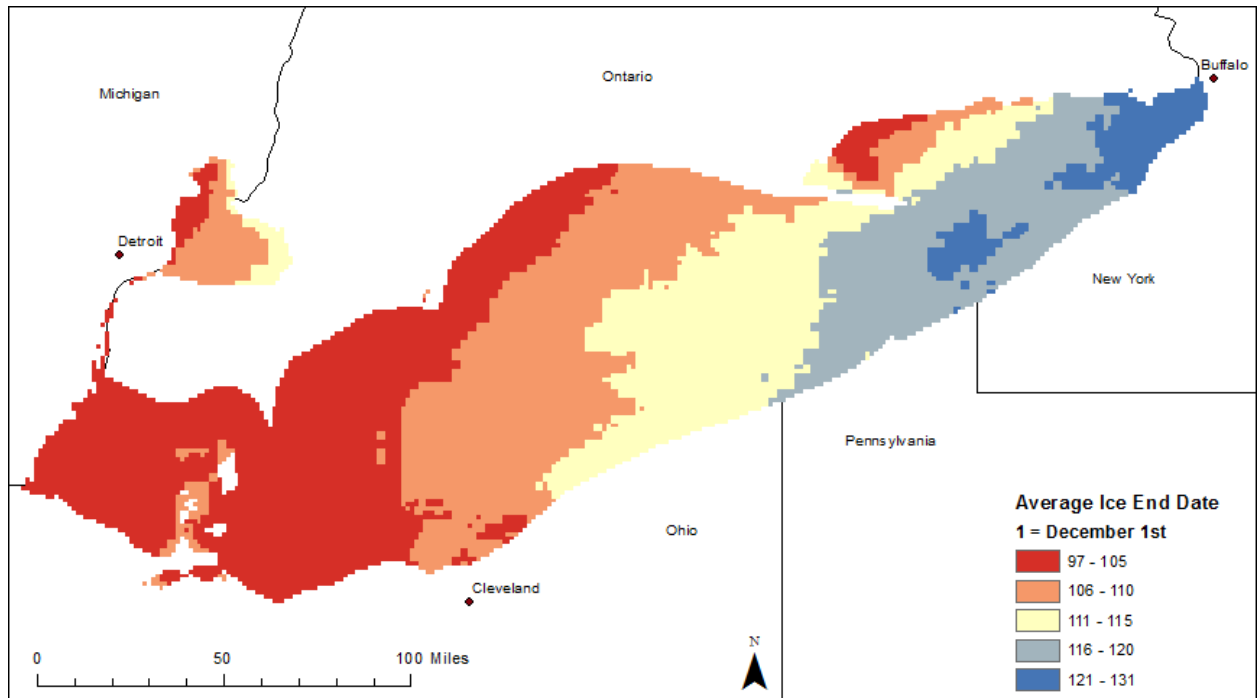 Buffalo
Ontario
Michigan
Detroit
New York
Pennsylvania
Ohio
Cleveland
Average Ice End Date
1 = December 1st
97 - 105
106 - 110
111 - 115
116 - 120
121 - 131
N
0 50 100 Miles